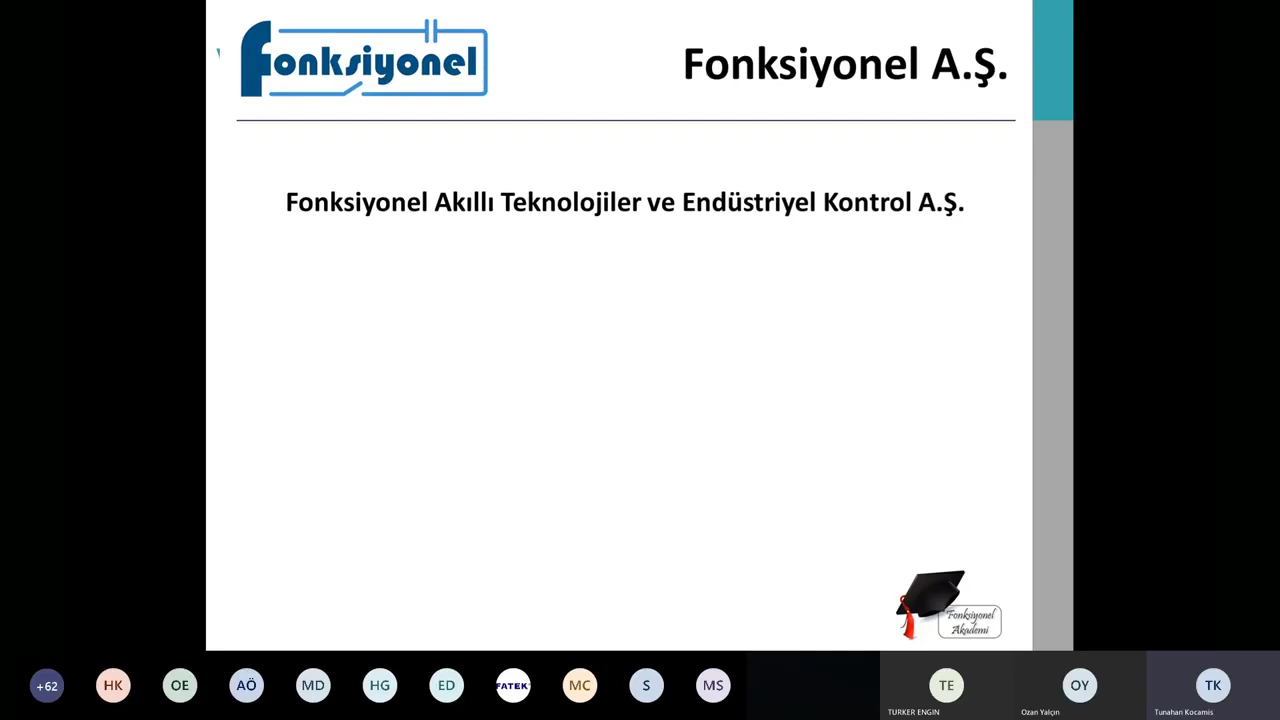 fonksiyonel
Fonksiyonel A.Ş.
Fonksiyonel Akıllı Teknolojiler ve Endüstriyel Kontrol A.Ş.
Fonksiyonel
Akademi
+62
HK
OE
AÖ
MD
HG
ED
FATEK
MC
S
MS
TE
OY
TK
TURKER ENGIN
Ozan Yalçın
Tunahan Kocamis